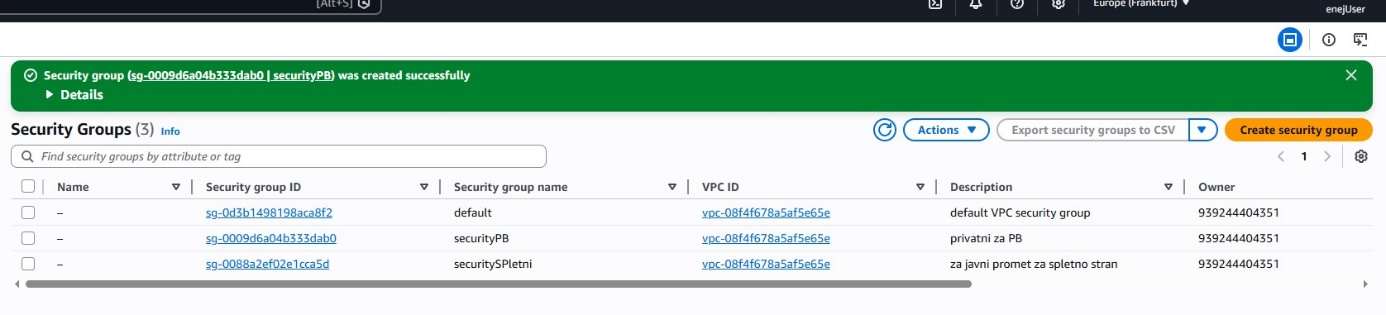 [Alt+S]
Europe (Frankfurt)
enejUser
Security group (sg-0009d6a04b333dab0 | securityPB) was created successfully
Details
Security Groups (3) Info
Actions
Export security groups to CSV
Create security group
Find security groups by attribute or tag
1
Name Security group ID Security group name VPC ID Description Owner
– sg-0d3b1498198aca8f2 default vpc-08f4f678a5af5e65e default VPC security group 939244404351
– sg-0009d6a04b333dab0 securityPB vpc-08f4f678a5af5e65e privatni za PB 939244404351
– sg-0088a2ef02e1cca5d securitySPletni vpc-08f4f678a5af5e65e za javni promet za spletno stran 939244404351